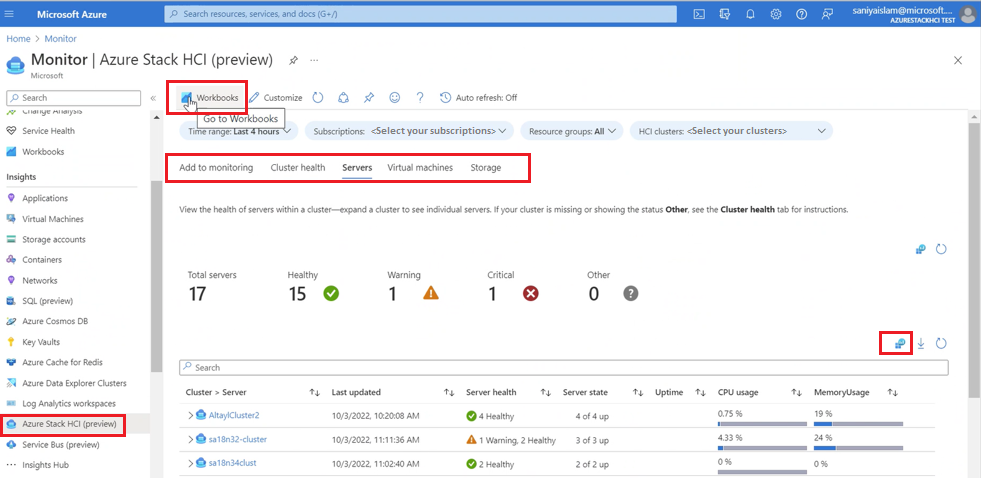 Microsoft Azure
Search resources, services, and docs (G+/)
saniyaislam@microsoft....
AZURESTACKHCI TEST
Home > Monitor
Monitor | Azure Stack HCI (preview)
Microsoft
Search
Change Analysis
Service Health
Workbooks
Insights
Applications
Virtual Machines
Storage accounts
Containers
Networks
SQL (preview)
Azure Cosmos DB
Key Vaults
Azure Cache for Redis
Azure Data Explorer Clusters
Log Analytics workspaces
Azure Stack HCI (preview)
Service Bus (preview)
Insights Hub
Workbooks Customize Auto refresh: Off
Go to Workbooks
Time range: Last 4 hours Subscriptions: <Select your subscriptions> Resource groups: All HCI clusters: <Select your clusters>
Add to monitoring Cluster health Servers Virtual machines Storage
View the health of servers within a cluster—expand a cluster to see individual servers. If your cluster is missing or showing the status Other, see the Cluster health tab for instructions.
Total servers Healthy Warning Critical Other
17 15 1 1 0
Search
Cluster > Server Last updated Server health Server state Uptime CPU usage MemoryUsage
AltaylCluster2 10/3/2022, 10:20:08 AM 4 Healthy 4 of 4 up 0.75 % 19 %
sa18n32-cluster 10/3/2022, 11:11:36 AM 1 Warning, 2 Healthy 3 of 3 up 4.33 % 24 %
sa18n34clust 10/3/2022, 11:02:40 AM 2 Healthy 2 of 2 up 0 % 0 %